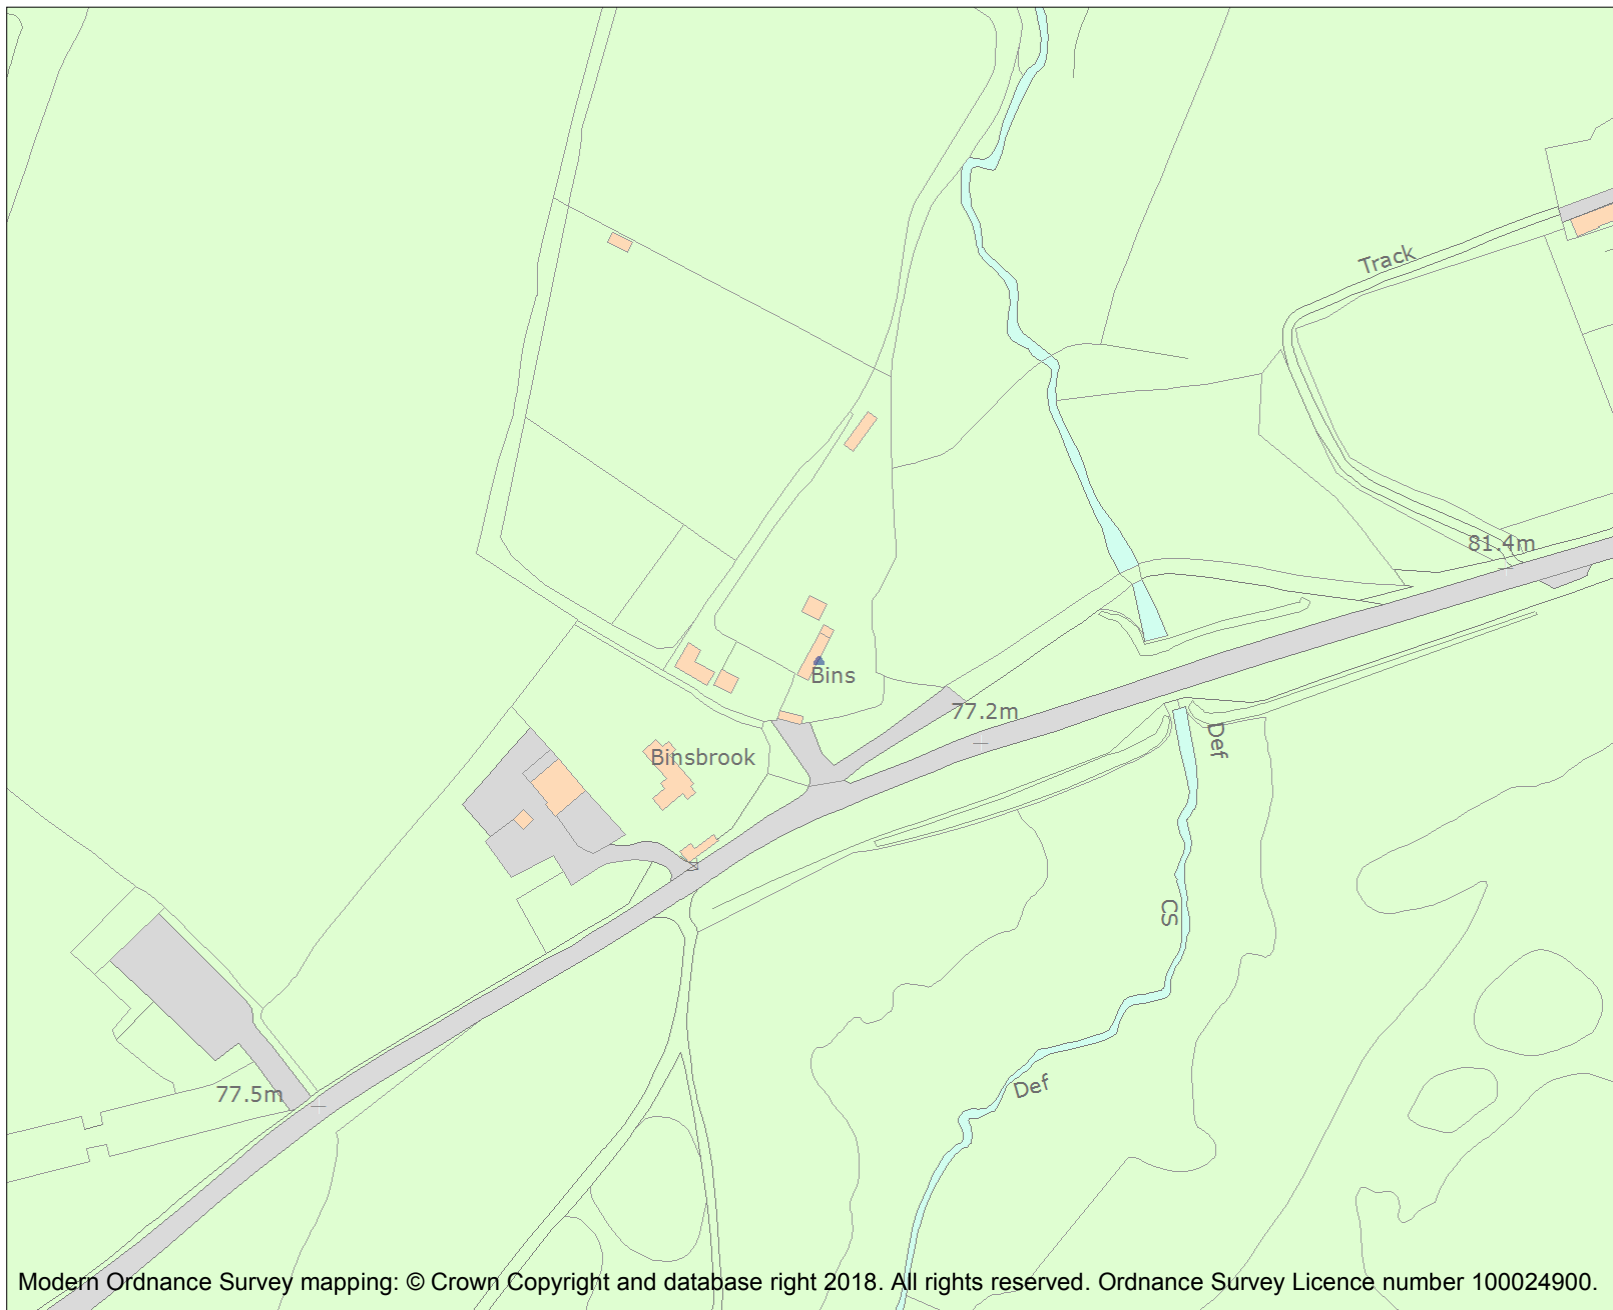 Track
81.4m
Bins
77.2m
Def
Binsbrook
CS
Def
77.5m
Modern Ordnance Survey mapping: © Crown Copyright and database right 2018. All rights reserved. Ordnance Survey Licence number 100024900.